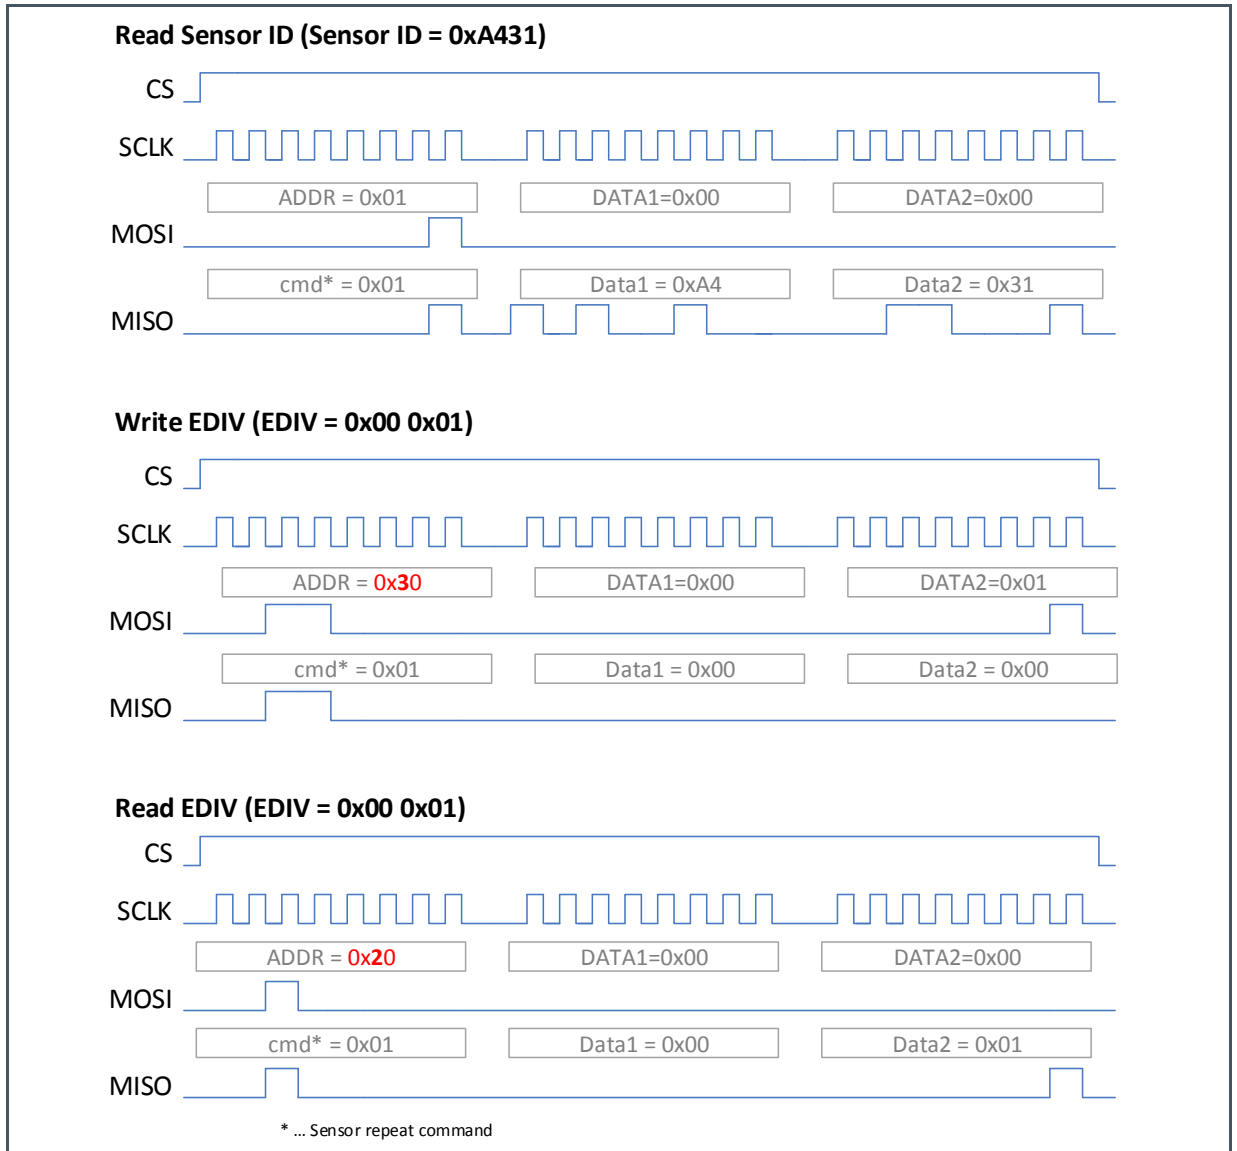 Read Sensor ID (Sensor ID = 0xA431)
CS
SCLK
ADDR = 0x01 DATA1=0x00 DATA2=0x00
MOSI
cmd* = 0x01 Data1 = 0xA4 Data2 = 0x31
MISO
Write EDIV (EDIV = 0x00 0x01)
CS
SCLK
ADDR = 0x30 DATA1=0x00 DATA2=0x01
MOSI
cmd* = 0x01 Data1 = 0x00 Data2 = 0x00
MISO
Read EDIV (EDIV = 0x00 0x01)
CS
SCLK
ADDR = 0x20 DATA1=0x00 DATA2=0x00
MOSI
cmd* = 0x01 Data1 = 0x00 Data2 = 0x01
MISO
* ... Sensor repeat command